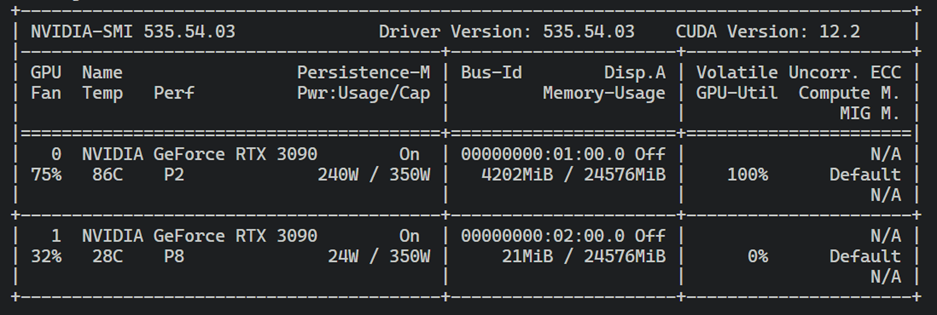 NVIDIA-SMI 535.54.03 Driver Version: 535.54.03 CUDA Version: 12.2
GPU Name Persistence-M | Bus-Id Disp.A | Volatile Uncorr. ECC
Fan Temp Perf Pwr:Usage/Cap | Memory-Usage | GPU-Util Compute M.
MIG M.
0 NVIDIA GeForce RTX 3090 On | 00000000:01:00.0 Off | N/A
75% 86C P2 240W / 350W | 4202MiB / 24576MiB | 100% Default
N/A
1 NVIDIA GeForce RTX 3090 On | 00000000:02:00.0 Off | N/A
32% 28C P8 24W / 350W | 21MiB / 24576MiB | 0% Default
N/A